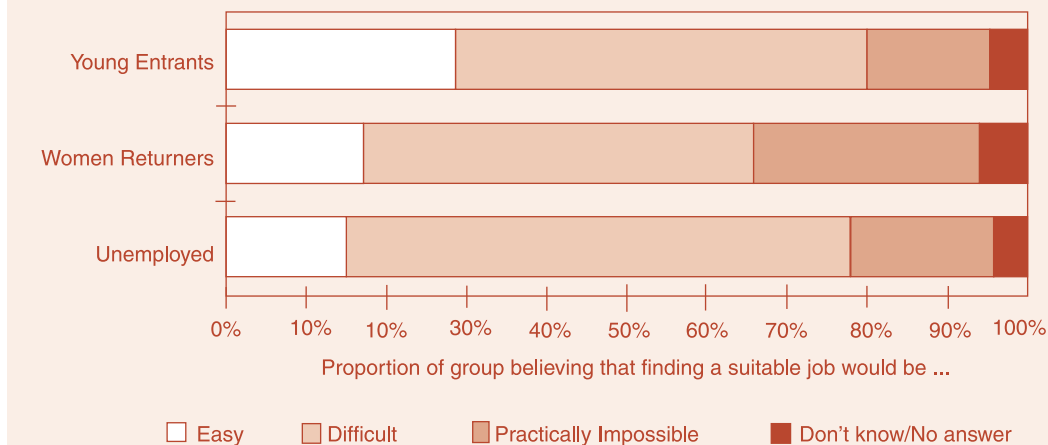 Young Entrants
Women Returners
Unemployed
0% 10% 10% 30% 40% 50% 60% 70% 80% 90% 100%
Proportion of group believing that finding a suitable job would be ...
Easy Difficult Practically Impossible Don't know/No answer